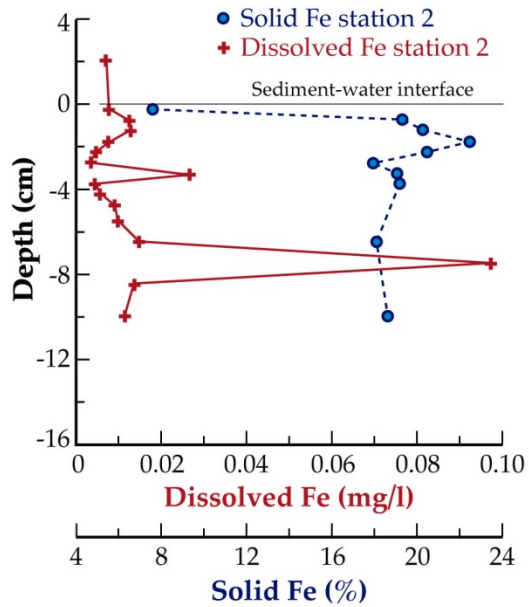 Solid Fe station 2
Dissolved Fe station 2
Sediment-water interface
Depth (cm)
4
0
-4
-8
-12
-16
0 0.02 0.04 0.06 0.08 0.10
Dissolved Fe (mg/l)
4 8 12 16 20 24
Solid Fe (%)